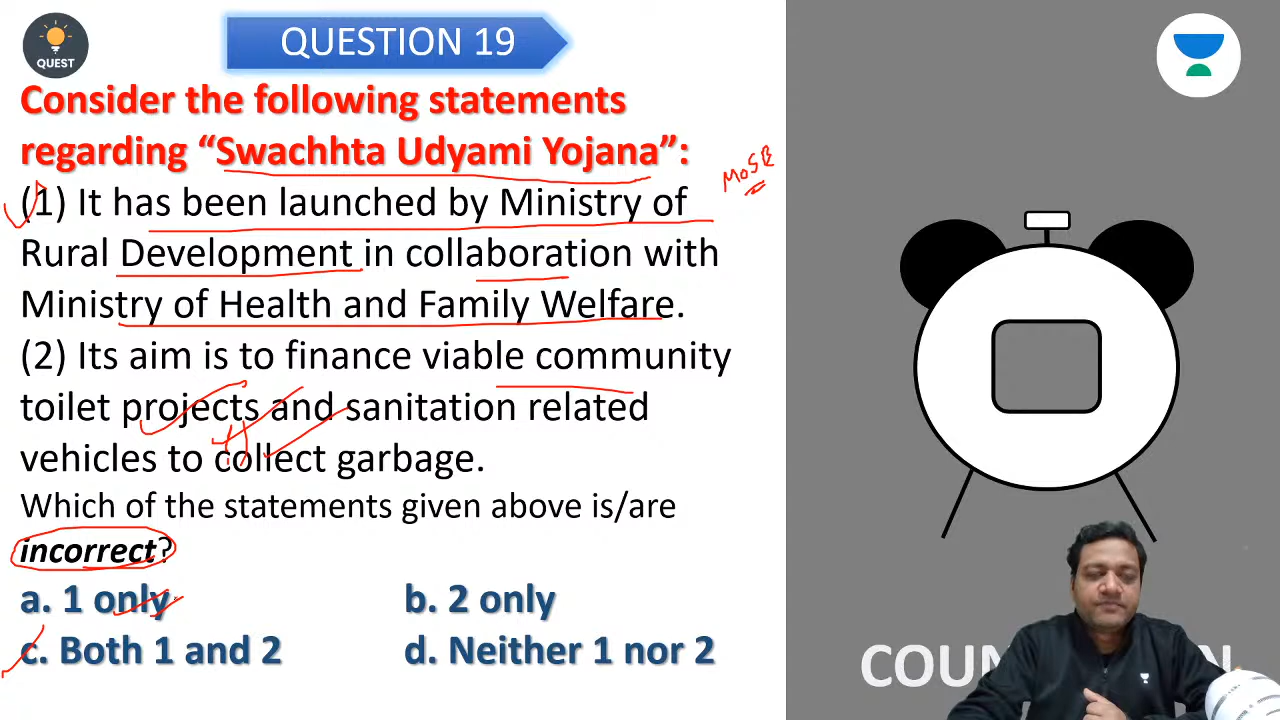 QUEST
QUESTION 19
Consider the following statements
regarding “Swachhta Udyami Yojana”:
MoSJE
(1) It has been launched by Ministry of
Rural Development in collaboration with
Ministry of Health and Family Welfare.
(2) Its aim is to finance viable community
toilet projects and sanitation related
vehicles to collect garbage.
Which of the statements given above is/are
incorrect?
a. 1 only
b. 2 only
c. Both 1 and 2
d. Neither 1 nor 2